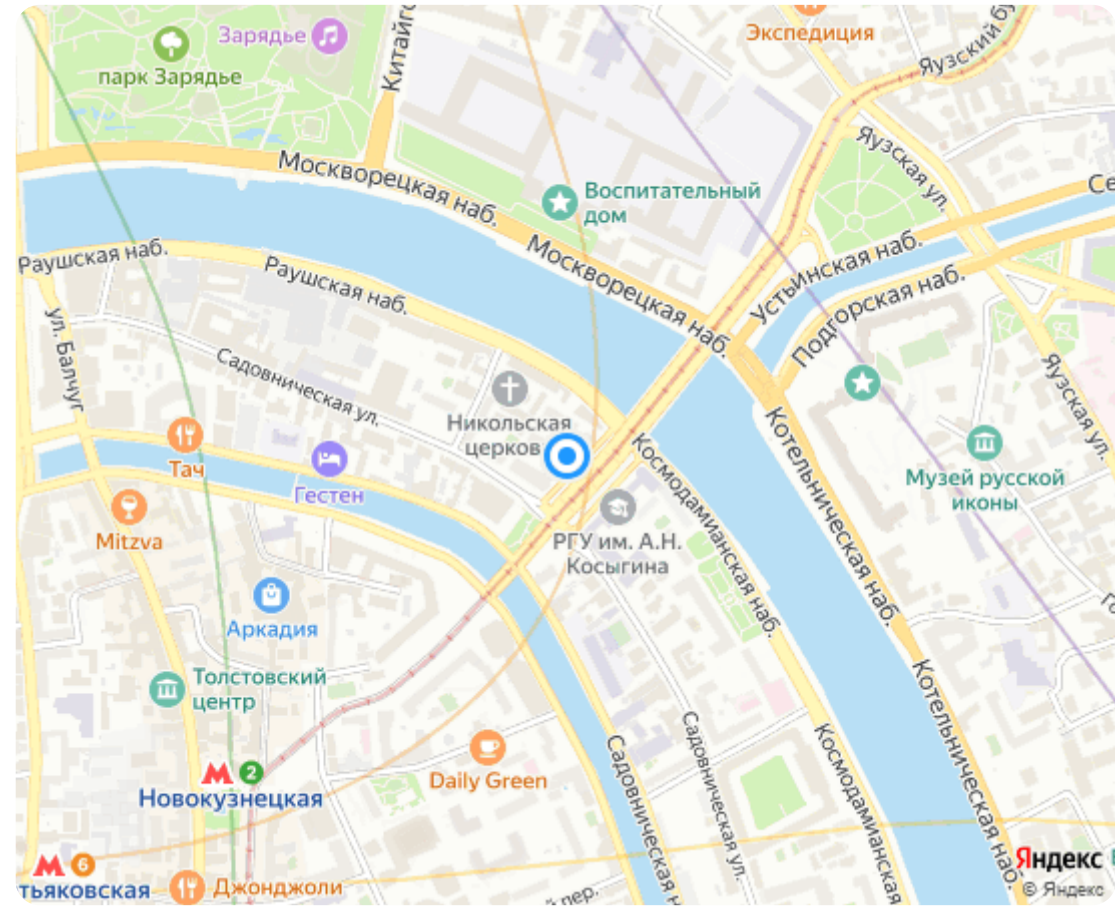 Зарядье
парк Зарядье
Китайг
Экспедиция
Яузский бу
Яузская ул.
Се
Москворецкая наб.
Воспитательный
дом
Москворецкая наб.
Устьинская наб.
Подгорская наб.
Раушская наб.
Раушская наб.
ул. Балчуг
Садовническая ул.
Никольская
церков
Тач
Гестен
Mitzva
Космодамианская наб.
Котельническая наб.
Яузская ул.
Музей русской
иконы
РГУ им. А.Н.
Косыгина
Аркадия
Толстовский
центр
2
Новокузнецкая
Daily Green
Садовническая ул.
Садовническая н
Космодамианская
Котельническая наб.
Го
6
тьяковская
Джонджоли
й пер.
Яндекс
© Яндекс